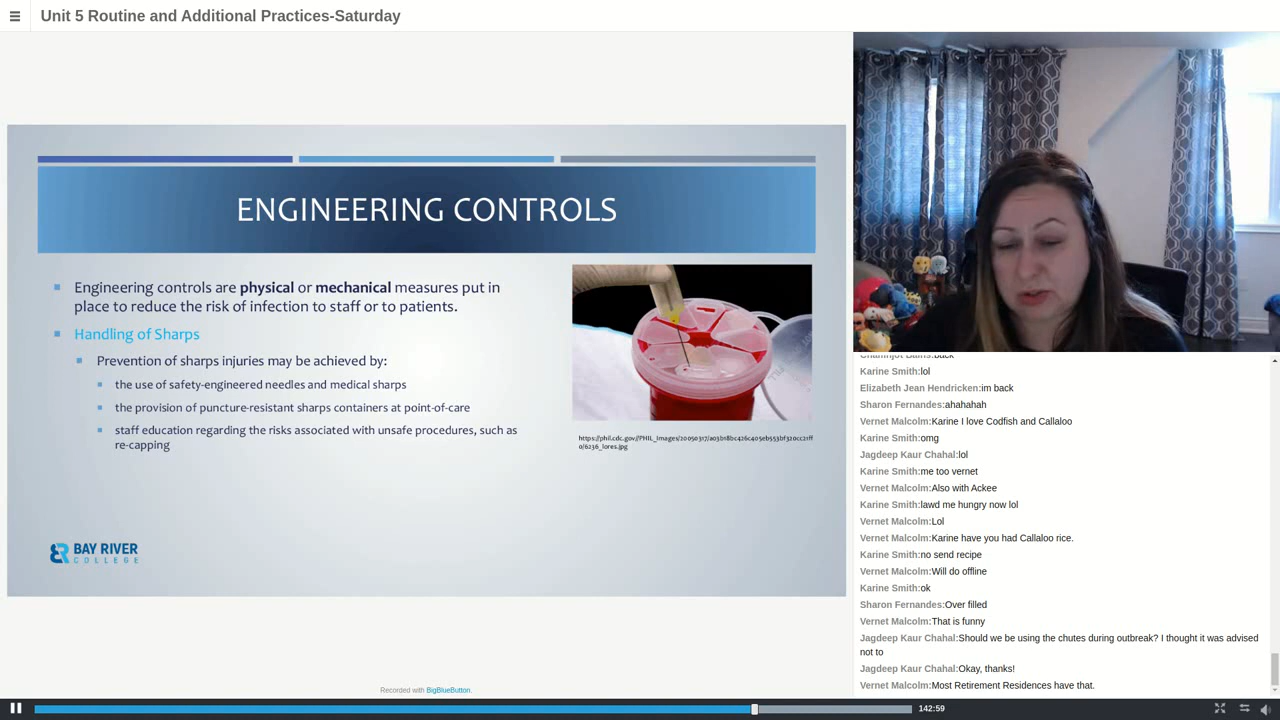 Unit 5 Routine and Additional Practices-Saturday
ENGINEERING CONTROLS
Engineering controls are physical or mechanical measures put in
place to reduce the risk of infection to staff or to patients.
Handling of Sharps
Prevention of sharps injuries may be achieved by:
the use of safety-engineered needles and medical sharps
the provision of puncture-resistant sharps containers at point-of-care
staff education regarding the risks associated with unsafe procedures, such as
re-capping
BAY RIVER
COLLEGE
Recorded with BigBlueButton.
Karine Smith:lol
Elizabeth Jean Hendricken:im back
Sharon Fernandes:ahahahah
Vernet Malcolm:Karine I love Codfish and Callaloo
Karine Smith:omg
Jagdeep Kaur Chahal:lol
Karine Smith:me too vernet
Vernet Malcolm:Also with Ackee
Karine Smith:lawd me hungry now lol
Vernet Malcolm:Lol
Vernet Malcolm:Karine have you had Callaloo rice.
Karine Smith:no send recipe
Vernet Malcolm:Will do offline
Karine Smith:ok
Sharon Fernandes:Over filled
Vernet Malcolm:That is funny
Jagdeep Kaur Chahal:Should we be using the chutes during outbreak? I thought it was advised
not to
Jagdeep Kaur Chahal:Okay, thanks!
Vernet Malcolm:Most Retirement Residences have that.
142:59